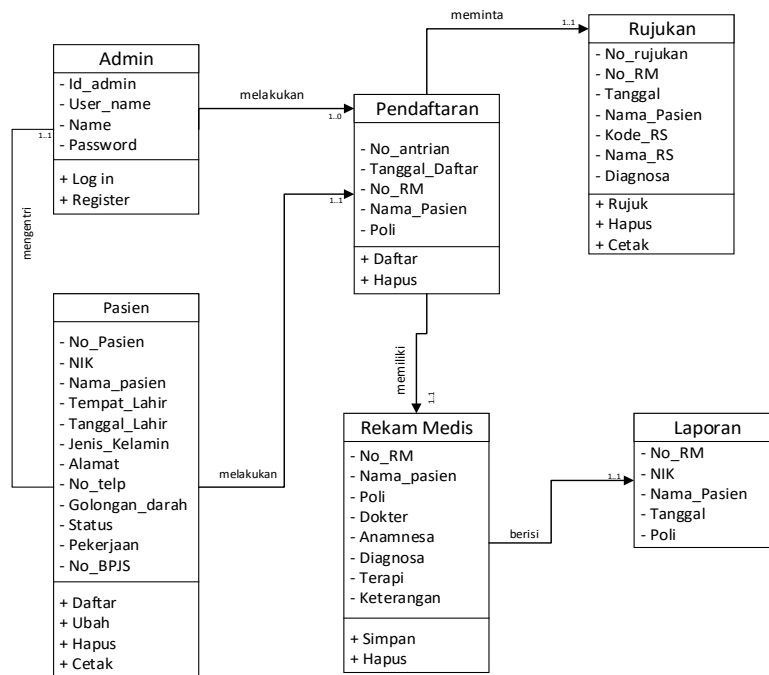 Admin
- Id_admin
- User_name
- Name
- Password
+ Log in
+ Register
1..1
mengentri
melakukan
1..0
Pendaftaran
- No_antrian
- Tanggal_Daftar
- No_RM
- Nama_Pasien
- Poli
+ Daftar
+ Hapus
1..1
meminta
1..1
Rujukan
- No_rujukan
- No_RM
- Tanggal
- Nama_Pasien
- Kode_RS
- Nama_RS
- Diagnosa
+ Rujuk
+ Hapus
+ Cetak
Pasien
- No_Pasien
- NIK
- Nama_pasien
- Tempat_Lahir
- Tanggal_Lahir
- Jenis_Kelamin
- Alamat
- No_telp
- Golongan_darah
- Status
- Pekerjaan
- No_BPJS
+ Daftar
+ Ubah
+ Hapus
+ Cetak
melakukan
memiliki
1..1
Rekam Medis
- No_RM
- Nama_pasien
- Poli
- Dokter
- Anamnesa
- Diagnosa
- Terapi
- Keterangan
+ Simpan
+ Hapus
berisi
1..1
Laporan
- No_RM
- NIK
- Nama_Pasien
- Tanggal
- Poli